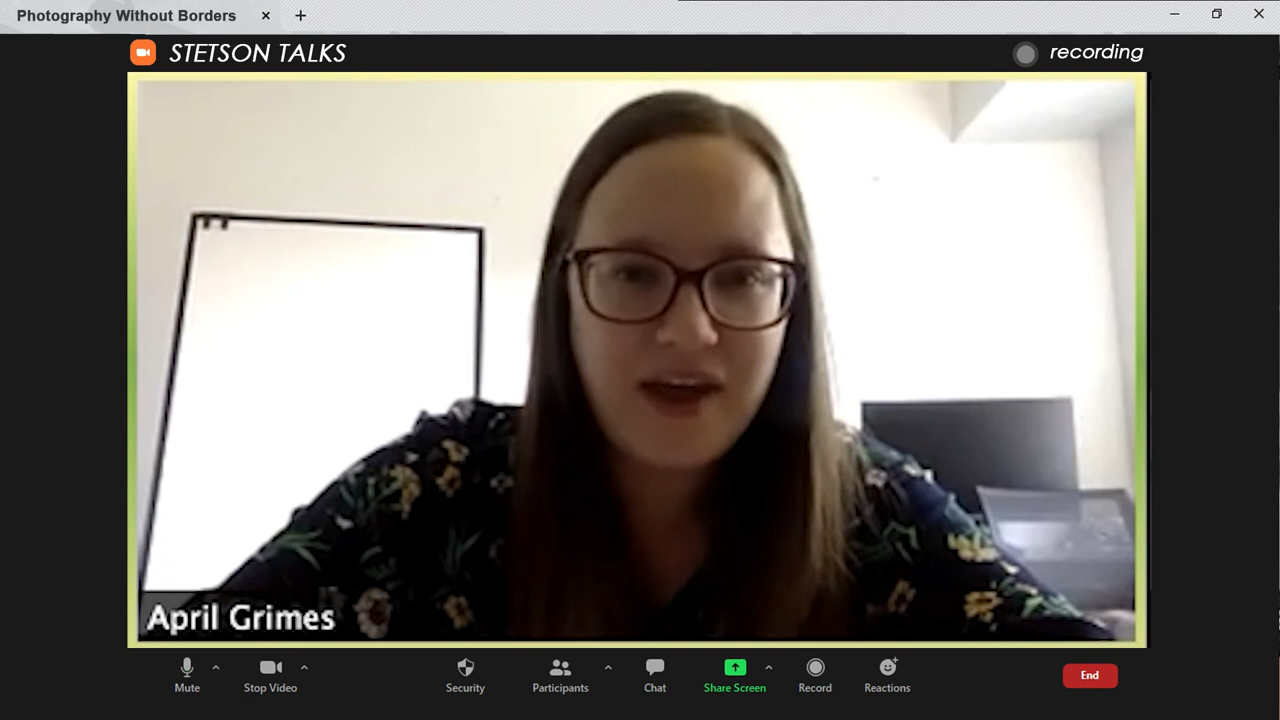 Photography Without Borders
STETSON TALKS
recording
April Grimes
Mute
Stop Video
Security
Participants
Chat
Share Screen
Record
Reactions
End